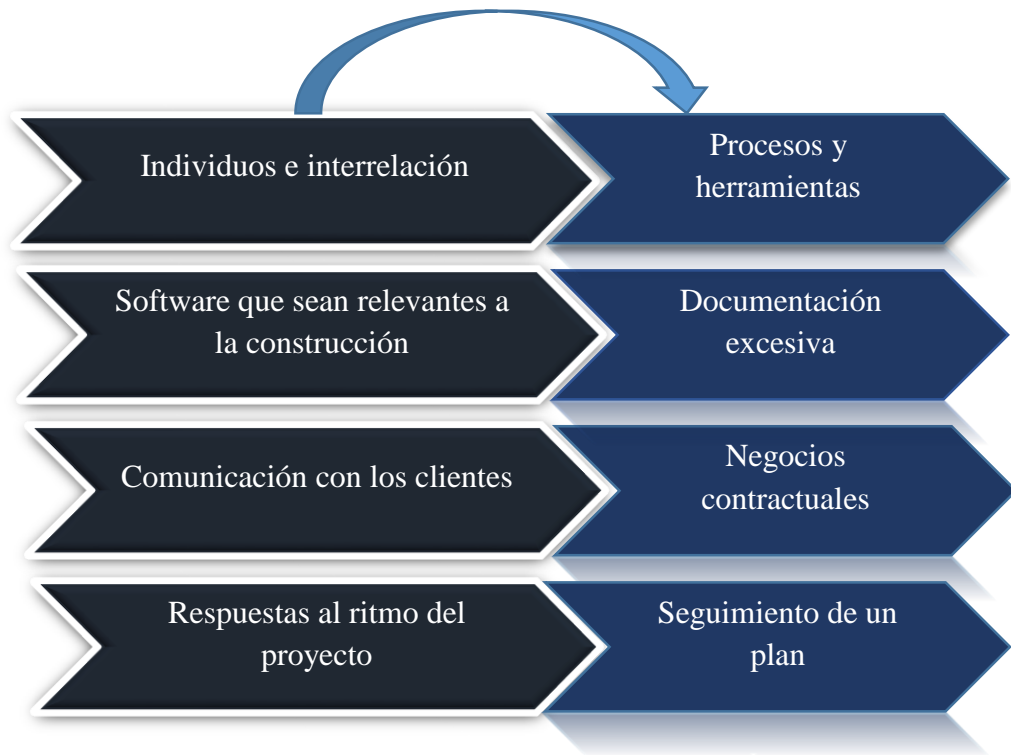 Individuos e interrelación
Procesos y
herramientas
Software que sean relevantes a
la construcción
Documentación
excesiva
Comunicación con los clientes
Negocios
contractuales
Respuestas al ritmo del
proyecto
Seguimiento de un
plan